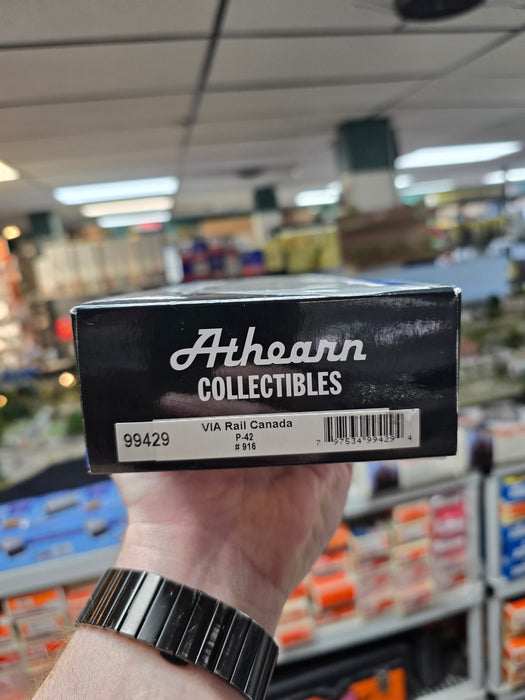 Athearn
COLLECTIBLES
99429
VIA Rail Canada
P-42
# 916
7 97534 99429 4